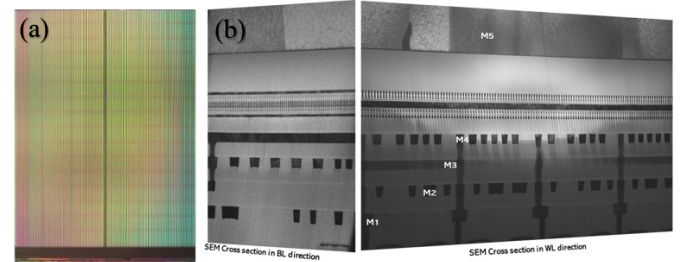 (a)
(b)
M5
M4
M3
M2
M1
SEM Cross section in BL direction
SEM Cross section in WL direction